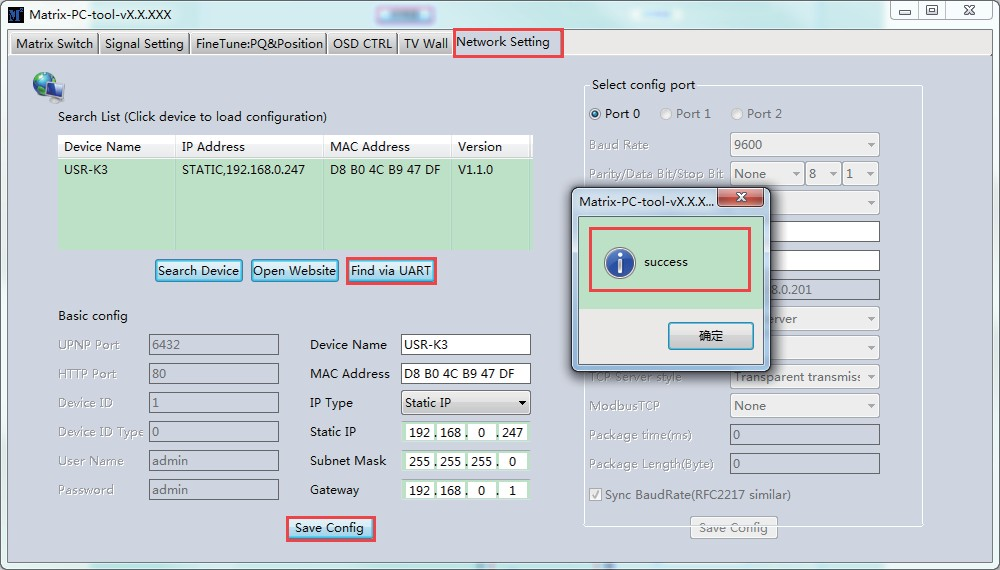 Matrix-PC-tool-vX.X.XXX
Matrix Switch
Signal Setting
FineTune:PQ&Position
OSD CTRL
TV Wall
Network Setting
Search List (Click device to load configuration)
Device Name IP Address MAC Address Version
USR-K3 STATIC,192.168.0.247 D8 B0 4C B9 47 DF V1.1.0
Search Device
Open Website
Find via UART
Basic config
UPNP Port 6432
HTTP Port 80
Device ID 1
Device ID Type 0
User Name admin
Password admin
Device Name USR-K3
MAC Address D8 B0 4C B9 47 DF
IP Type Static IP
Static IP 192 . 168 . 0 . 247
Subnet Mask 255 . 255 . 255 . 0
Gateway 192 . 168 . 0 . 1
Save Config
Select config port
Port 0 Port 1 Port 2
Baud Rate 9600
Parity/Data Bit/Stop Bit None 8 1
Matrix-PC-tool-vX.X.X...
success
确定
8.0.201
erver
TCP Server style Transparent transmiss
ModbusTCP None
Package time(ms) 0
Package Length(Byte) 0
Sync BaudRate(RFC2217 similar)
Save Config